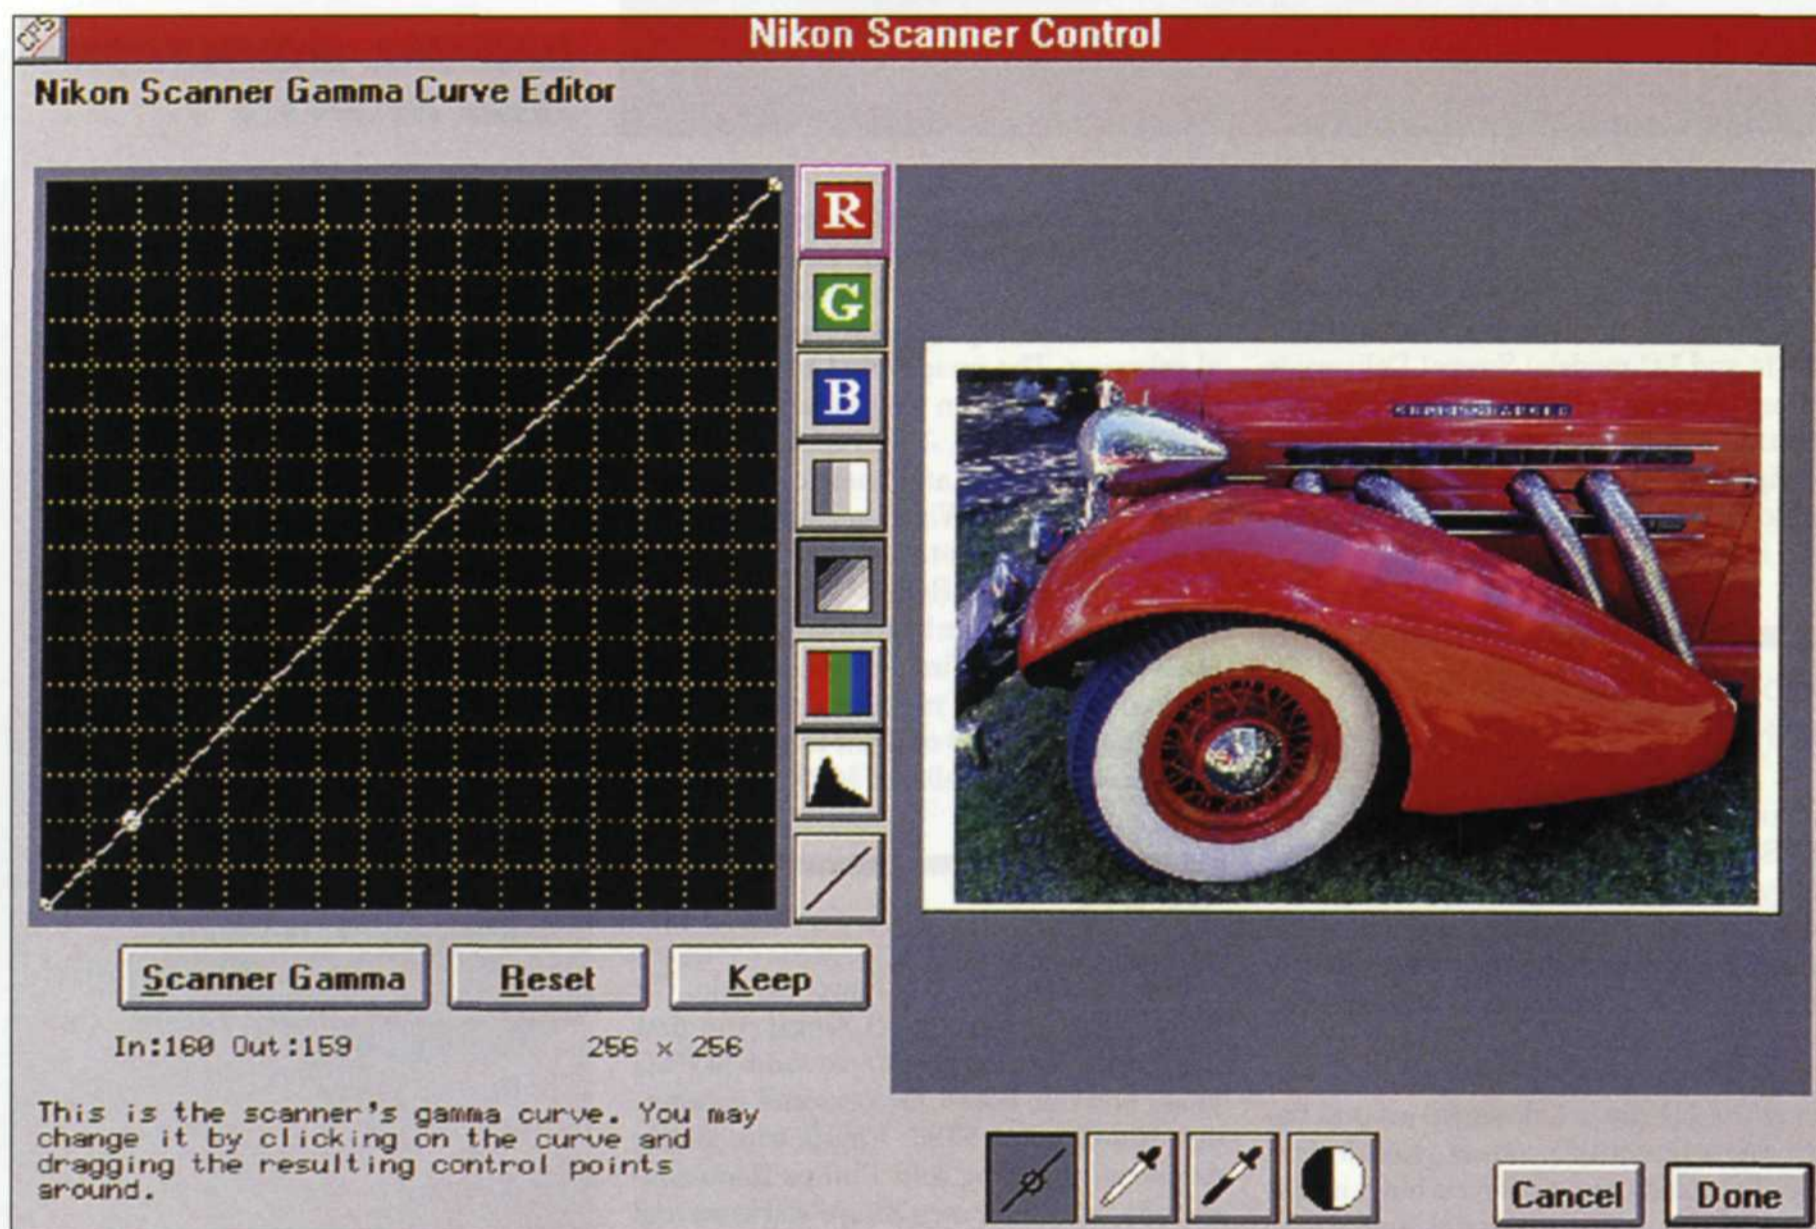 CPS
Nikon Scanner Control
Nikon Scanner Gamma Curve Editor
R
G
B
SUPERCHARGED
Scanner Gamma
Reset
Keep
In:160 Out:159
256 x 256
This is the scanner's gamma curve. You may
change it by clicking on the curve and
dragging the resulting control points
around.
Cancel
Done